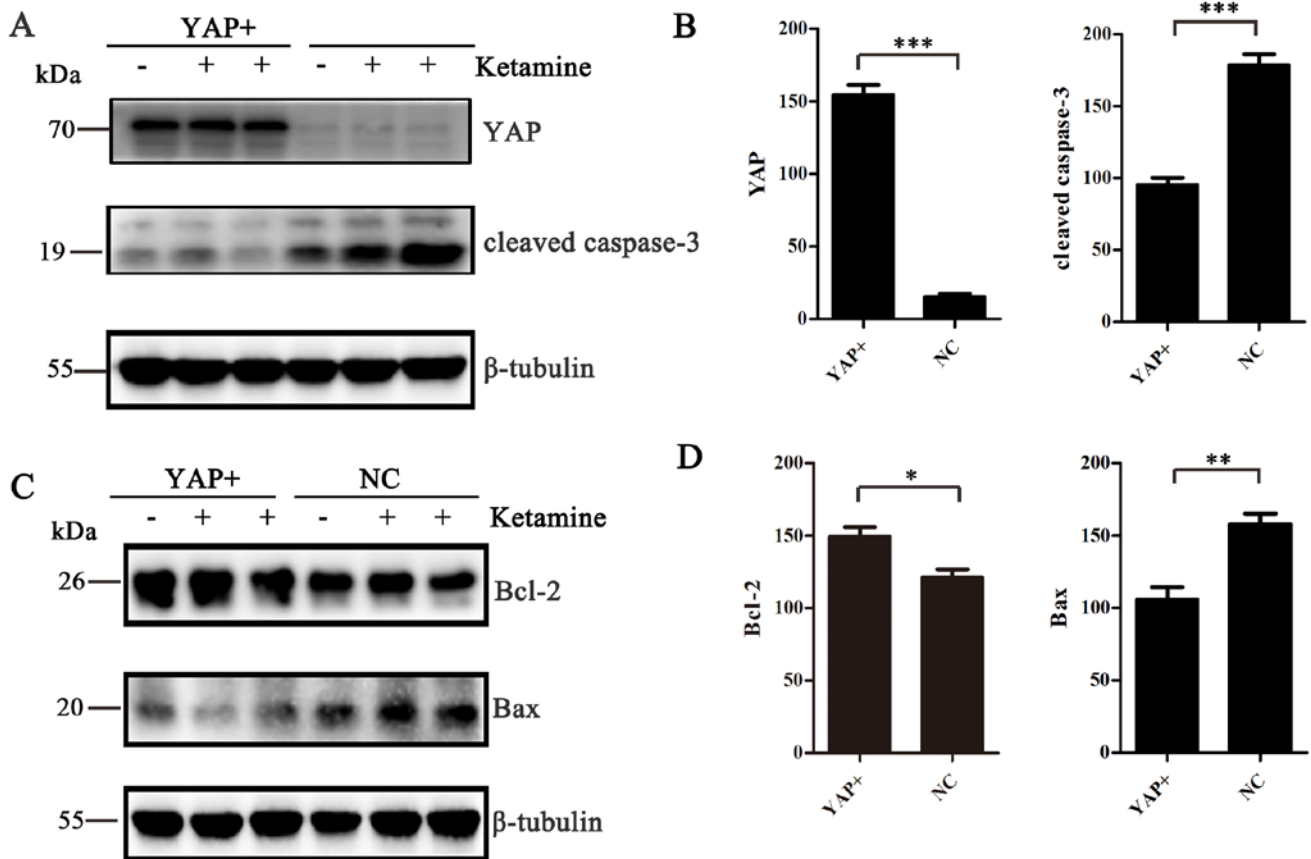 A
YAP+
kDa
- + + - + + Ketamine
70 YAP
19 cleaved caspase-3
55 β-tubulin
B
***
200
150
100
50
0
YAP
YAP+ NC
***
200
150
100
50
0
cleaved caspase-3
YAP+ NC
C
YAP+ NC
kDa
- + + - + + Ketamine
26 Bcl-2
20 Bax
55 β-tubulin
D
*
200
150
100
50
0
Bcl-2
YAP+ NC
**
200
150
100
50
0
Bax
YAP+ NC